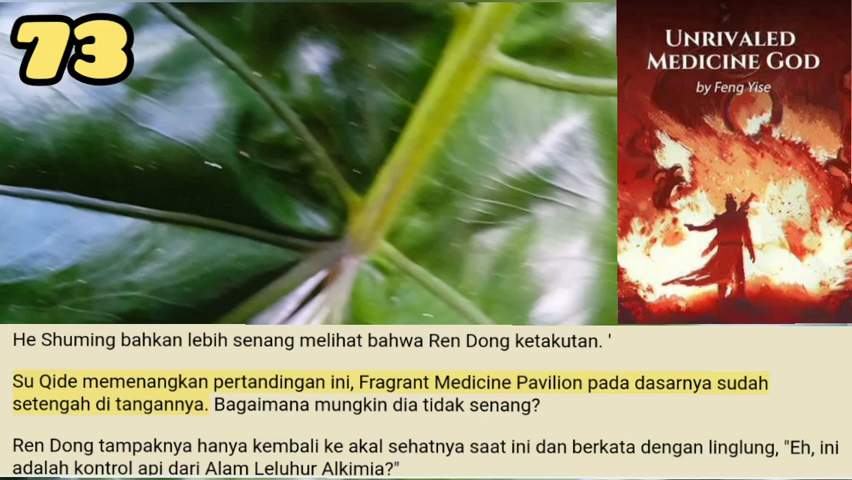 73
UNRIVALED
MEDICINE GOD
by Feng Yise
He Shuming bahkan lebih senang melihat bahwa Ren Dong ketakutan. '
Su Qide memenangkan pertandingan ini, Fragrant Medicine Pavilion pada dasarnya sudah
setengah di tangannya. Bagaimana mungkin dia tidak senang?
Ren Dong tampaknya hanya kembali ke akal sehatnya saat ini dan berkata dengan linglung, "Eh, ini
adalah kontrol api dari Alam Leluhur Alkimia?"